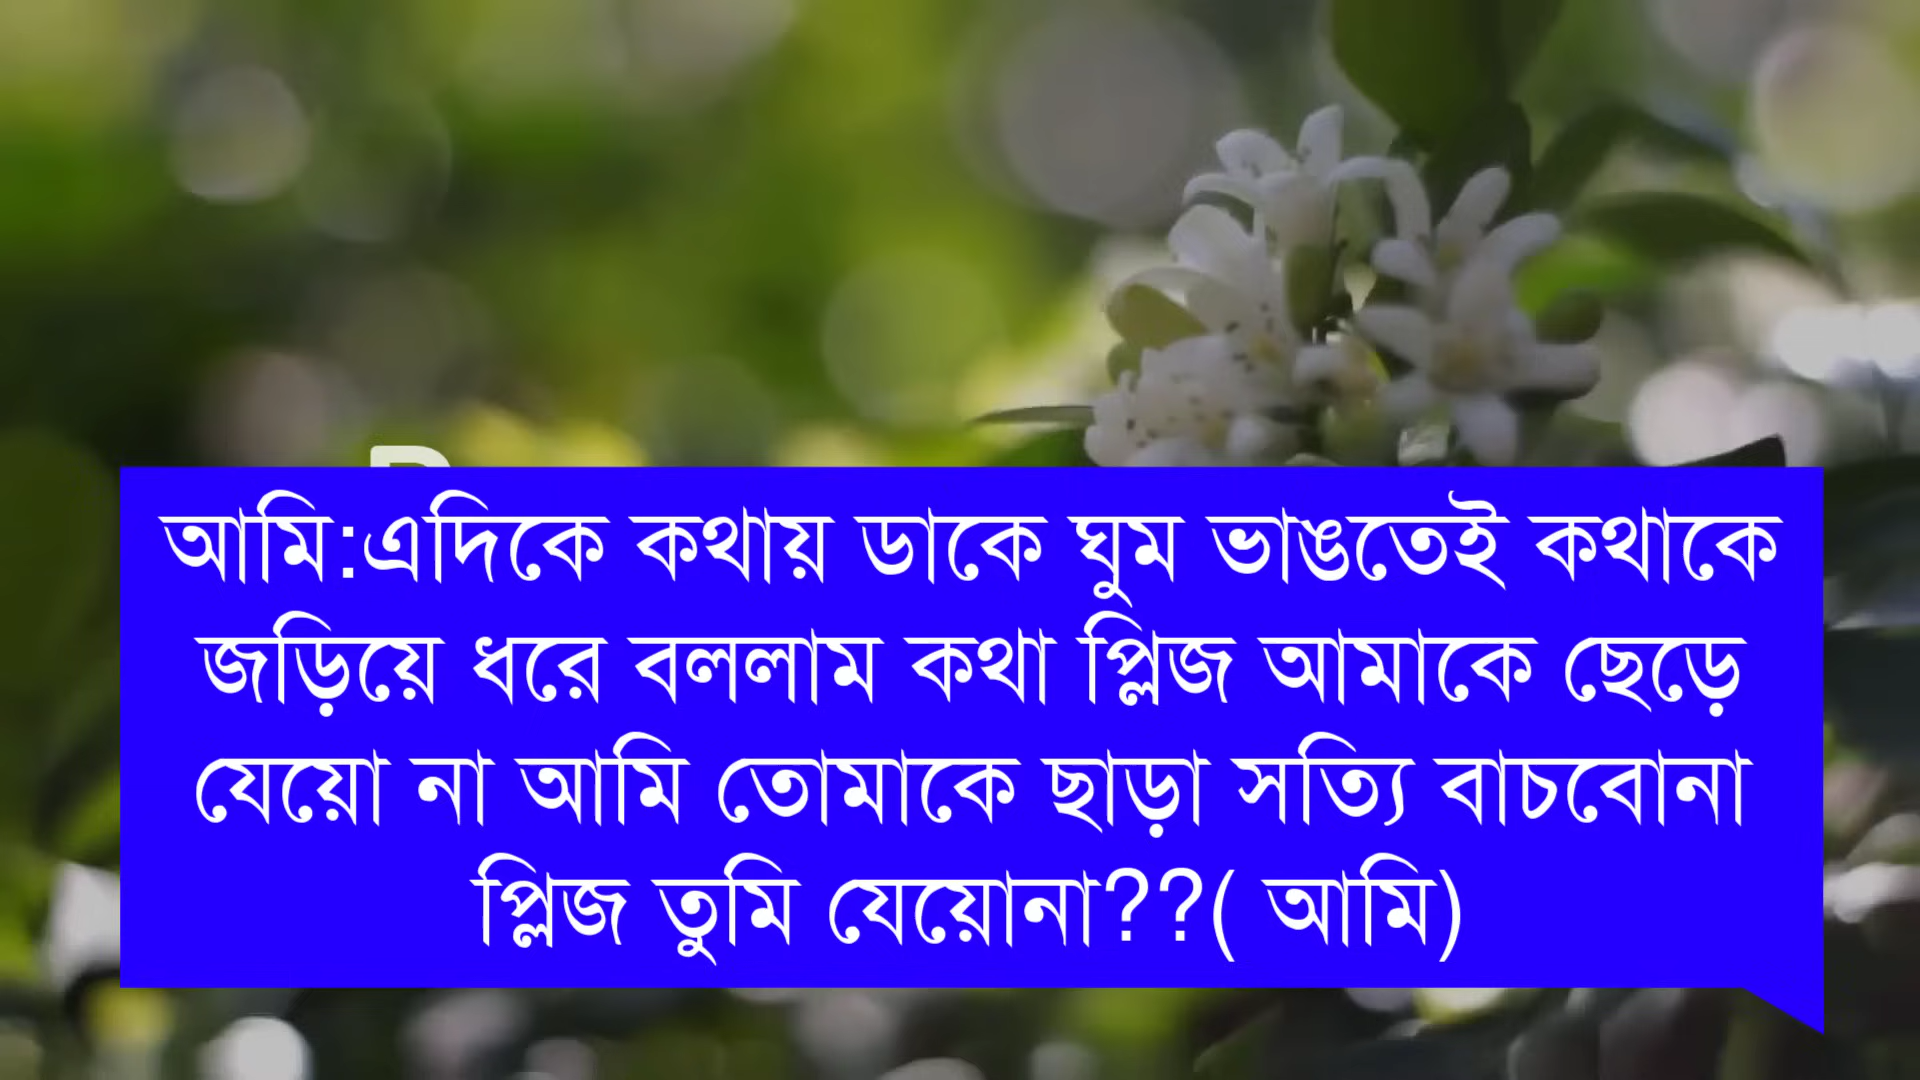 আমি:এদিকে কথায় ডাকে ঘুম ভাঙতেই কথাকে
জড়িয়ে ধরে বললাম কথা প্লিজ আমাকে ছেড়ে
যেয়ো না আমি তোমাকে ছাড়া সত্যি বাচবোনা
প্লিজ তুমি যেয়োনা??( আমি)